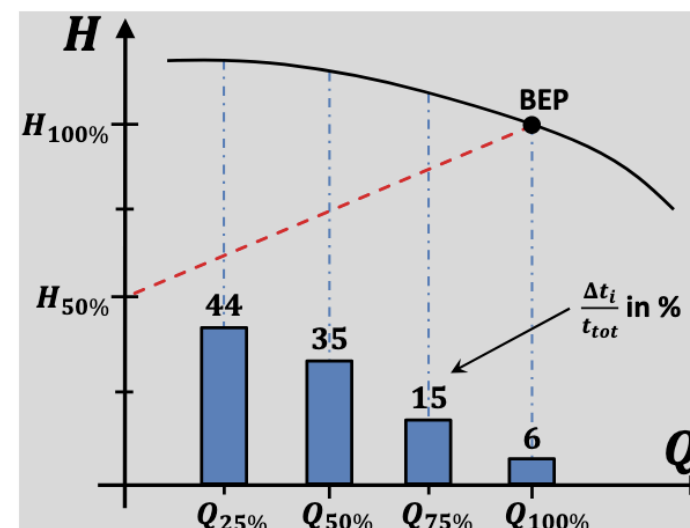 H
BEP
H100%
H50%
44
35
15
6
Δti/ttot in %
Q
Q25% Q50% Q75% Q100%